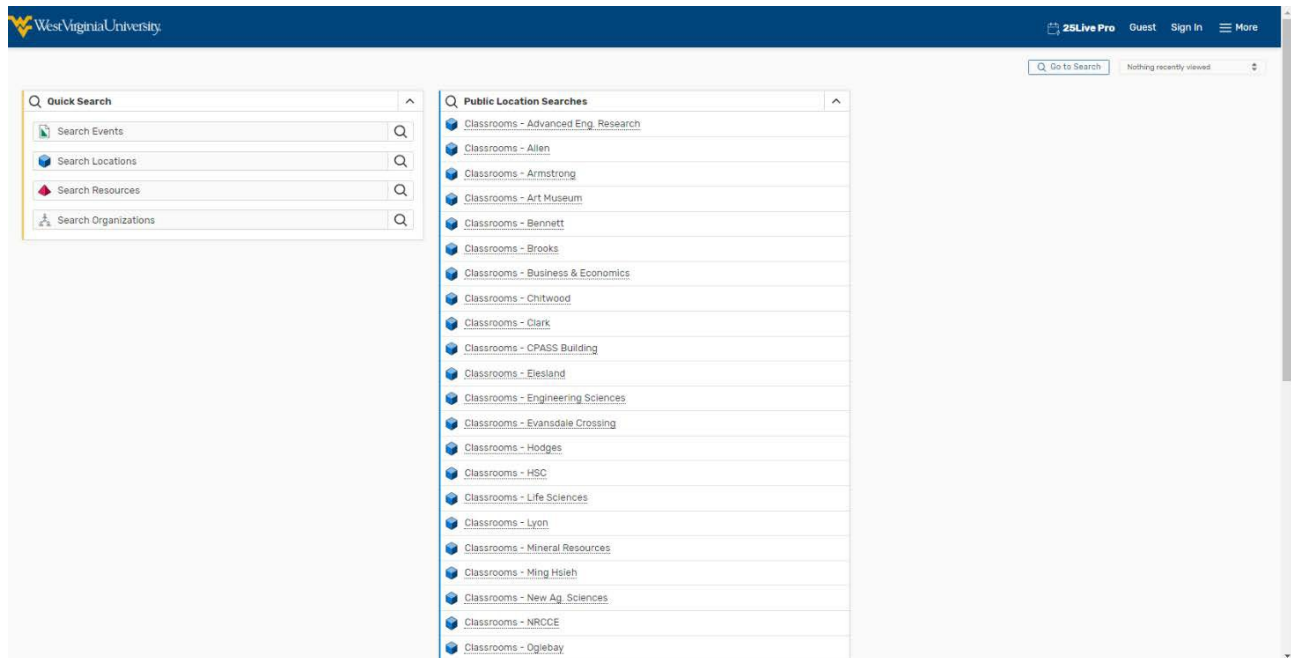 WestVirginiaUniversity.
25Live Pro Guest Sign In More
Go to Search Nothing recently viewed
Quick Search
Search Events
Search Locations
Search Resources
Search Organizations
Public Location Searches
Classrooms - Advanced Eng. Research
Classrooms - Allen
Classrooms - Armstrong
Classrooms - Art Museum
Classrooms - Bennett
Classrooms - Brooks
Classrooms - Business & Economics
Classrooms - Chitwood
Classrooms - Clark
Classrooms - CPASS Building
Classrooms - Eiesland
Classrooms - Engineering Sciences
Classrooms - Evansdale Crossing
Classrooms - Hodges
Classrooms - HSC
Classrooms - Life Sciences
Classrooms - Lyon
Classrooms - Mineral Resources
Classrooms - Ming Hsieh
Classrooms - New Ag. Sciences
Classrooms - NRCCE
Classrooms - Oglebay